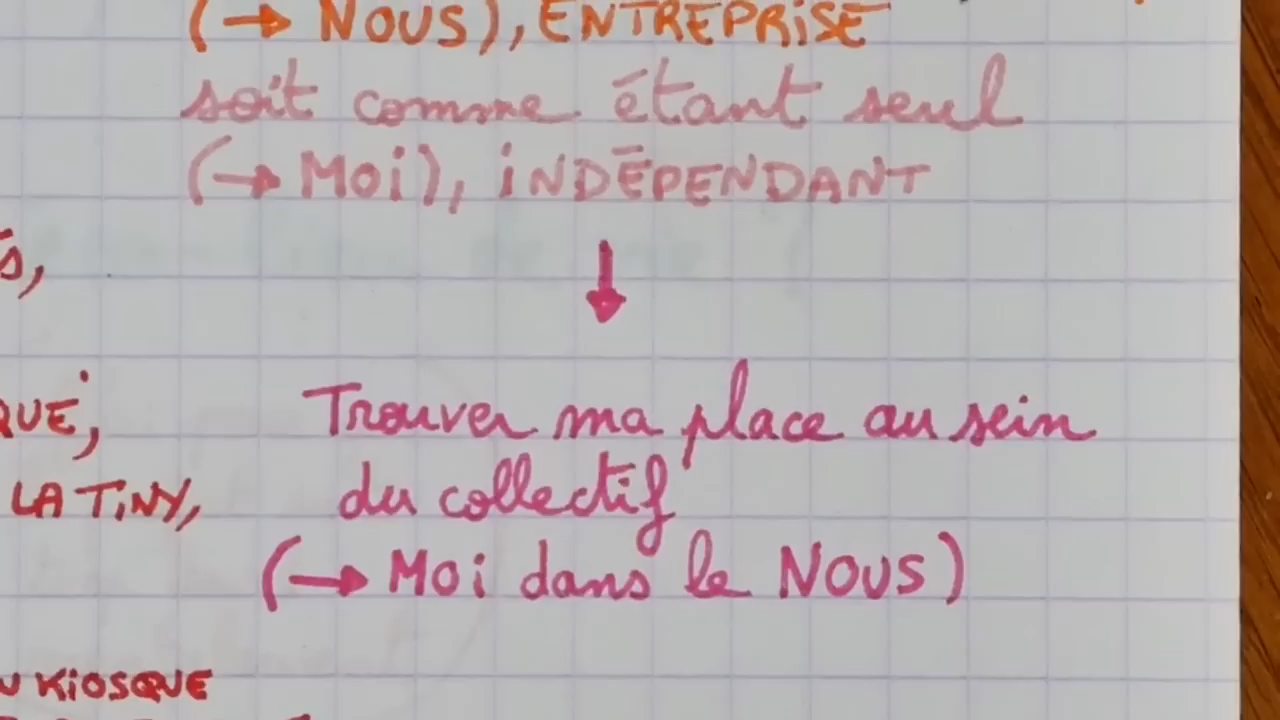 (→ NOUS), ENTREPRISE
soit comme étant seul
(→ Moi), iNDÉPENDANT
↓
Trouver ma place au sein
du collectif
(→ Moi dans le NOUS)
LA TiNY,
KiOSQUE